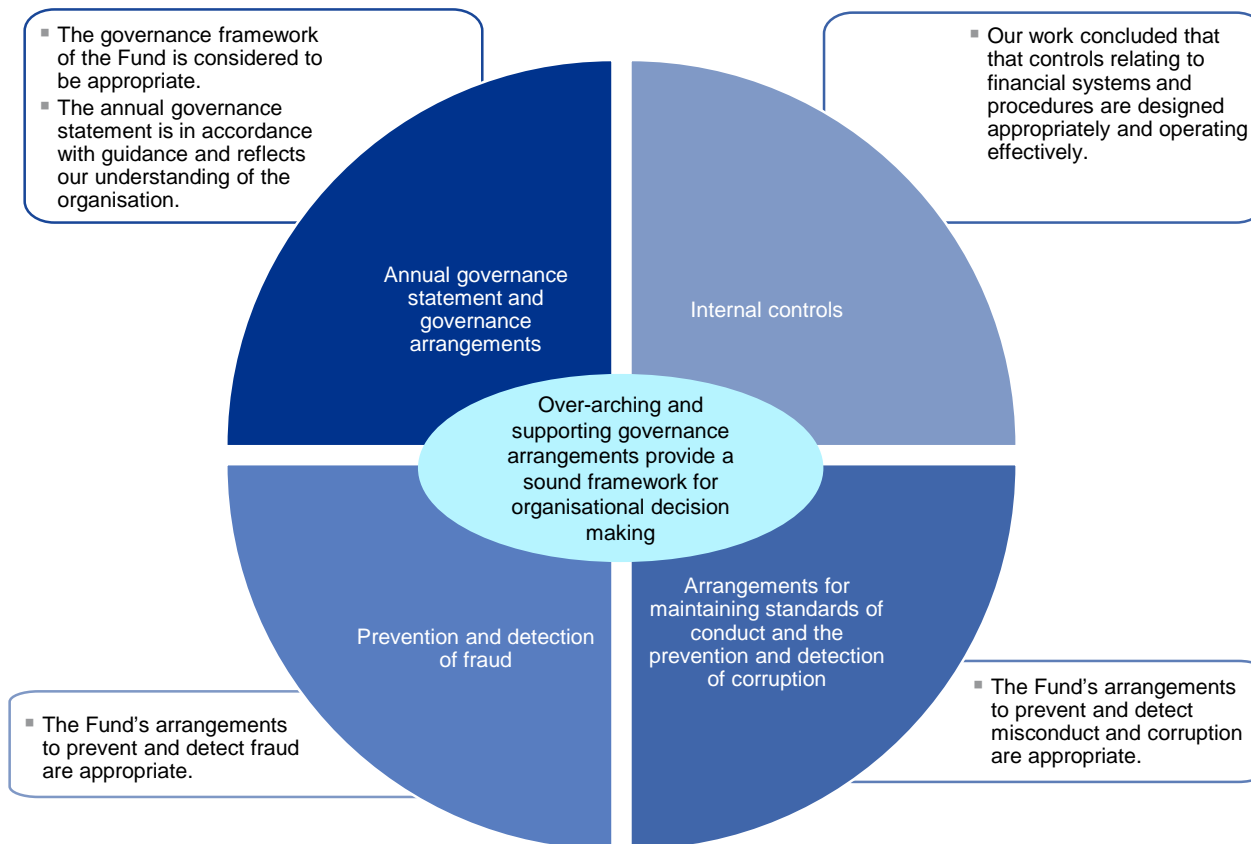 ▪ The governance framework
of the Fund is considered to
be appropriate.
▪ The annual governance
statement is in accordance
with guidance and reflects
our understanding of the
organisation.
▪ Our work concluded that
that controls relating to
financial systems and
procedures are designed
appropriately and operating
effectively.
Annual governance
statement and
governance
arrangements
Internal controls
Over-arching and
supporting governance
arrangements provide a
sound framework for
organisational decision
making
Prevention and detection
of fraud
Arrangements for
maintaining standards of
conduct and the
prevention and detection
of corruption
▪ The Fund’s arrangements
to prevent and detect fraud
are appropriate.
▪ The Fund’s arrangements
to prevent and detect
misconduct and corruption
are appropriate.